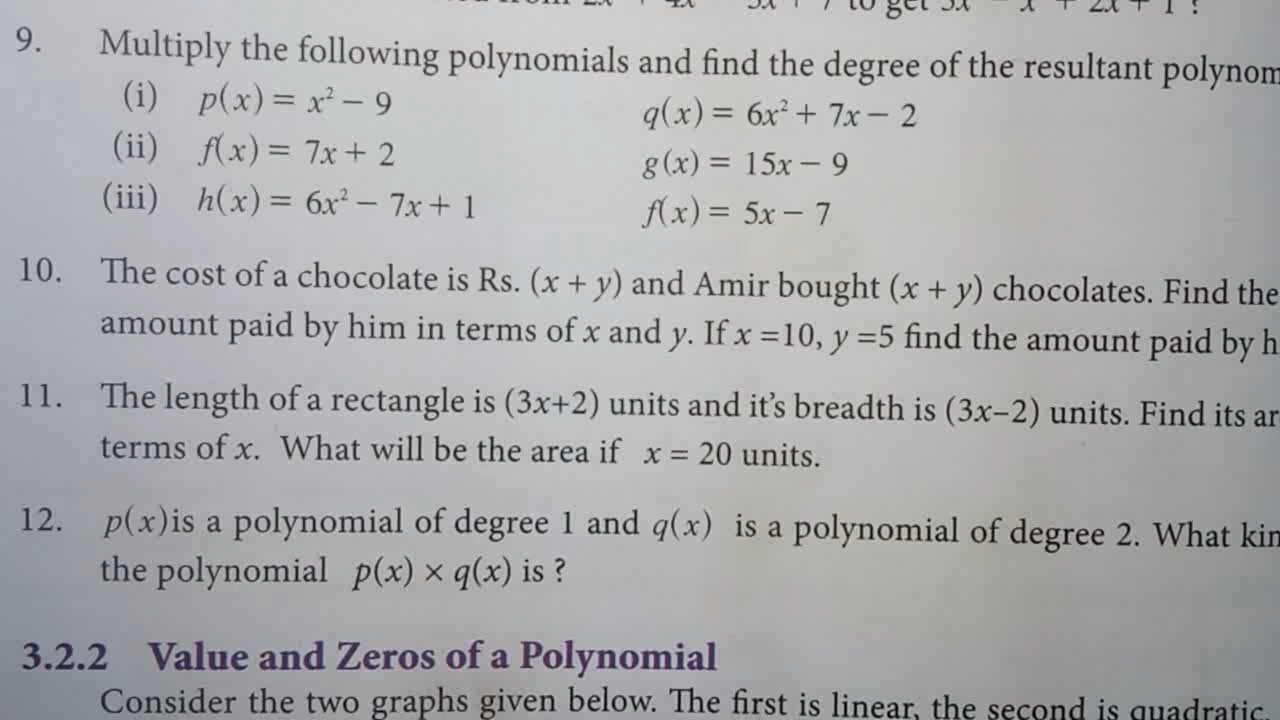 to get
9. Multiply the following polynomials and find the degree of the resultant polynom
(i) p(x) = x² − 9 q(x) = 6x² + 7x − 2
(ii) f(x) = 7x + 2 g(x) = 15x − 9
(iii) h(x) = 6x² − 7x + 1 f(x) = 5x − 7
10. The cost of a chocolate is Rs. (x + y) and Amir bought (x + y) chocolates. Find the
amount paid by him in terms of x and y. If x =10, y =5 find the amount paid by h
11. The length of a rectangle is (3x+2) units and it's breadth is (3x–2) units. Find its ar
terms of x. What will be the area if x = 20 units.
12. p(x)is a polynomial of degree 1 and q(x) is a polynomial of degree 2. What kin
the polynomial p(x) × q(x) is ?
3.2.2 Value and Zeros of a Polynomial
Consider the two graphs given below. The first is linear, the second is quadratic.